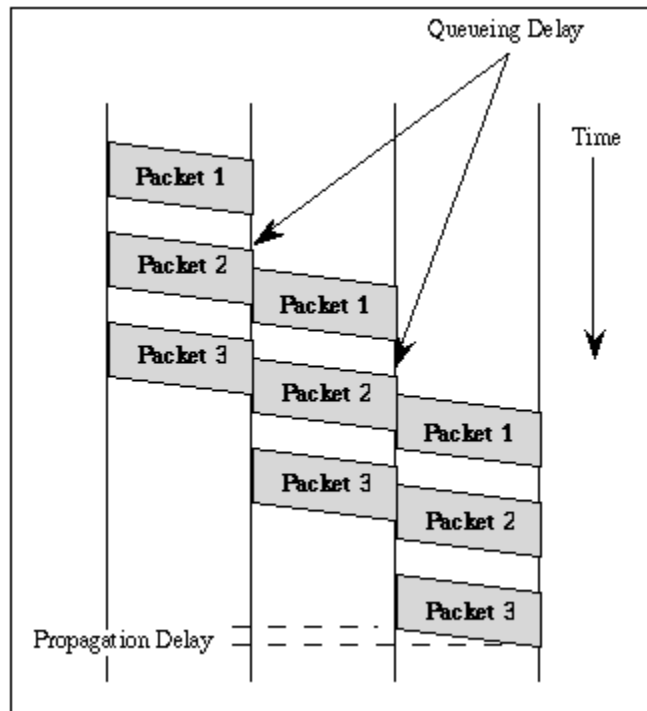 Queueing Delay
Time
Packet 1
Packet 2
Packet 1
Packet 3
Packet 2
Packet 1
Packet 3
Packet 2
Packet 3
Propagation Delay